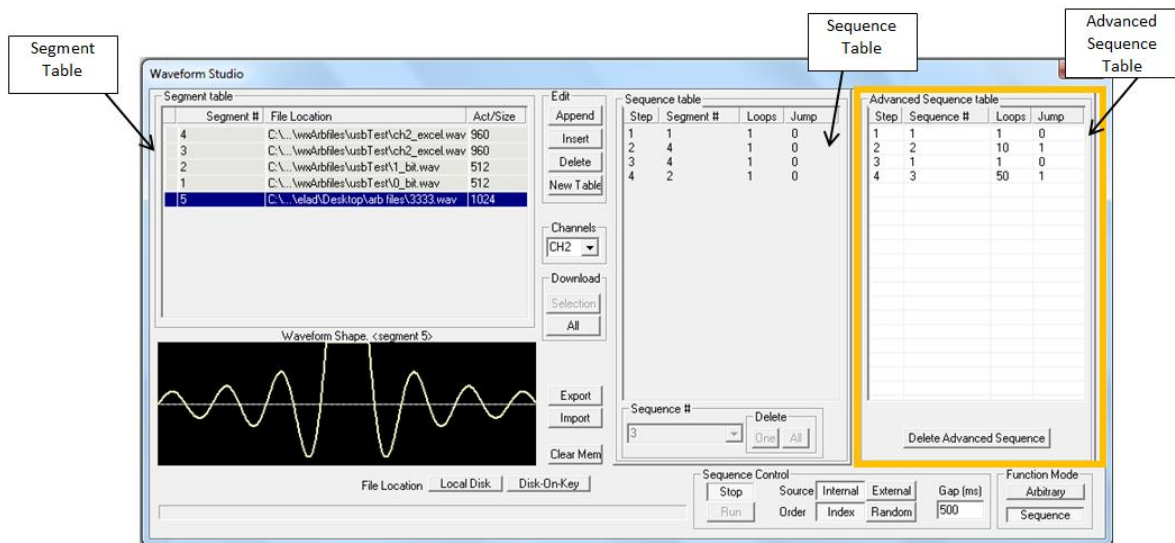 Segment
Table
Sequence
Table
Advanced
Sequence
Table
Waveform Studio
Segment table
Segment # File Location Act/Size
4 C:\...\wxArbfiles\usbTest\ch2_excel.wav 960
3 C:\...\wxArbfiles\usbTest\ch2_excel.wav 960
2 C:\...\wxArbfiles\usbTest\1_bit.wav 512
1 C:\...\wxArbfiles\usbTest\0_bit.wav 512
5 C:\...\elad\Desktop\arb files\3333.wav 1024
Waveform Shape. <segment 5>
File Location Local Disk Disk-On-Key
Edit
Append
Insert
Delete
New Table
Channels
CH2
Download
Selection
All
Export
Import
Clear Mem
Sequence table
Step Segment # Loops Jump
1 1 1 0
2 4 1 0
3 4 1 0
4 2 1 0
Sequence #
3
Delete
One All
Advanced Sequence table
Step Sequence # Loops Jump
1 1 1 0
2 2 10 1
3 1 1 0
4 3 50 1
Delete Advanced Sequence
Sequence Control
Stop Source Internal External Gap (ms)
Run Order Index Random 500
Function Mode
Arbitrary
Sequence